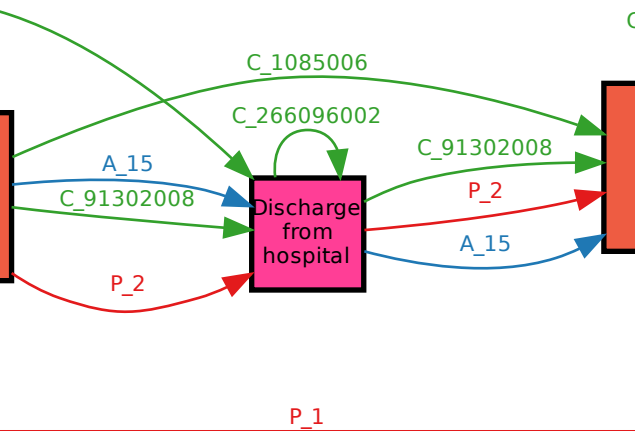 C_1085006
C_266096002
C_91302008
A_15
C_91302008
P_2
Discharge
from
hospital
A_15
P_2
P_1